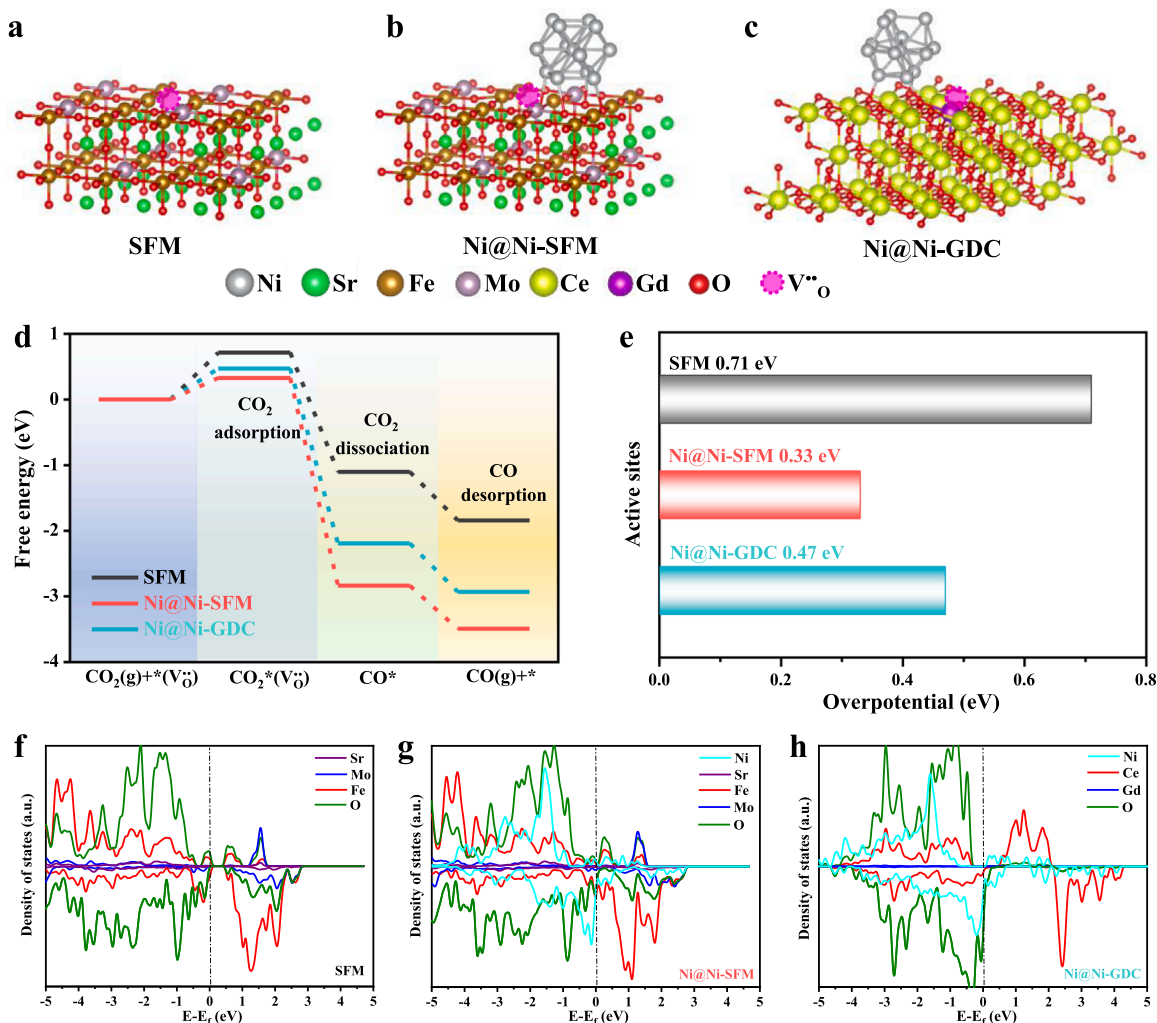 a
b
c
SFM
Ni@Ni-SFM
Ni@Ni-GDC
Ni Sr Fe Mo Ce Gd O V••O
d
Free energy (eV)
1
0
-1
-2
-3
-4
CO2 adsorption
CO2 dissociation
CO desorption
SFM
Ni@Ni-SFM
Ni@Ni-GDC
CO2(g)+*(V••O) CO2*(V••O) CO* CO(g)+*
e
Active sites
SFM 0.71 eV
Ni@Ni-SFM 0.33 eV
Ni@Ni-GDC 0.47 eV
0.0 0.2 0.4 0.6 0.8
Overpotential (eV)
f
Density of states (a.u.)
Sr
Mo
Fe
O
SFM
-5 -4 -3 -2 -1 0 1 2 3 4 5
E-Ef (eV)
g
Density of states (a.u.)
Ni
Sr
Fe
Mo
O
Ni@Ni-SFM
-5 -4 -3 -2 -1 0 1 2 3 4 5
E-Ef (eV)
h
Density of states (a.u.)
Ni
Ce
Gd
O
Ni@Ni-GDC
-5 -4 -3 -2 -1 0 1 2 3 4 5
E-Ef (eV)